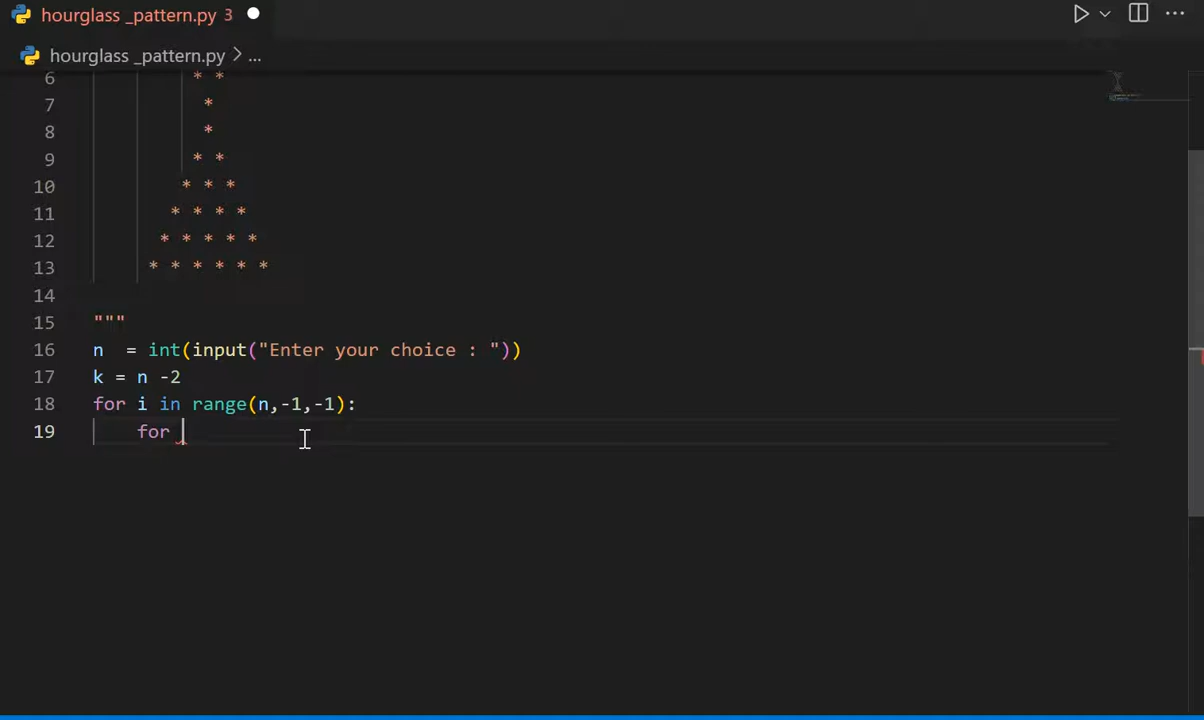 hourglass _pattern.py 3
hourglass _pattern.py > ...
6 * *
7 *
8 *
9 * *
10 * * *
11 * * * *
12 * * * * *
13 * * * * * *
14
15 """
16 n  = int(input("Enter your choice : "))
17 k = n -2
18 for i in range(n,-1,-1):
19     for